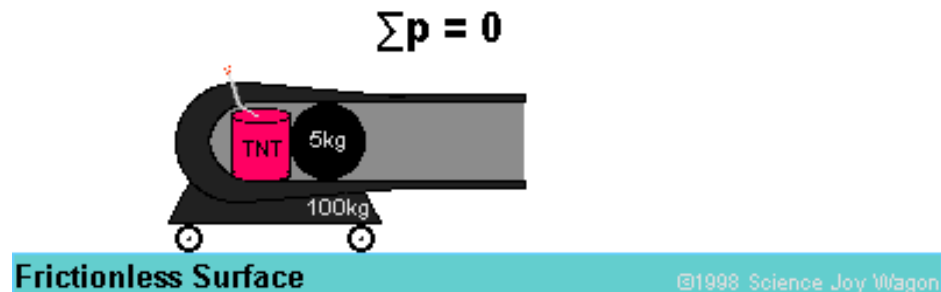 ∑p = 0
TNT
5kg
100kg
Frictionless Surface
©1998 Science Joy Wagon